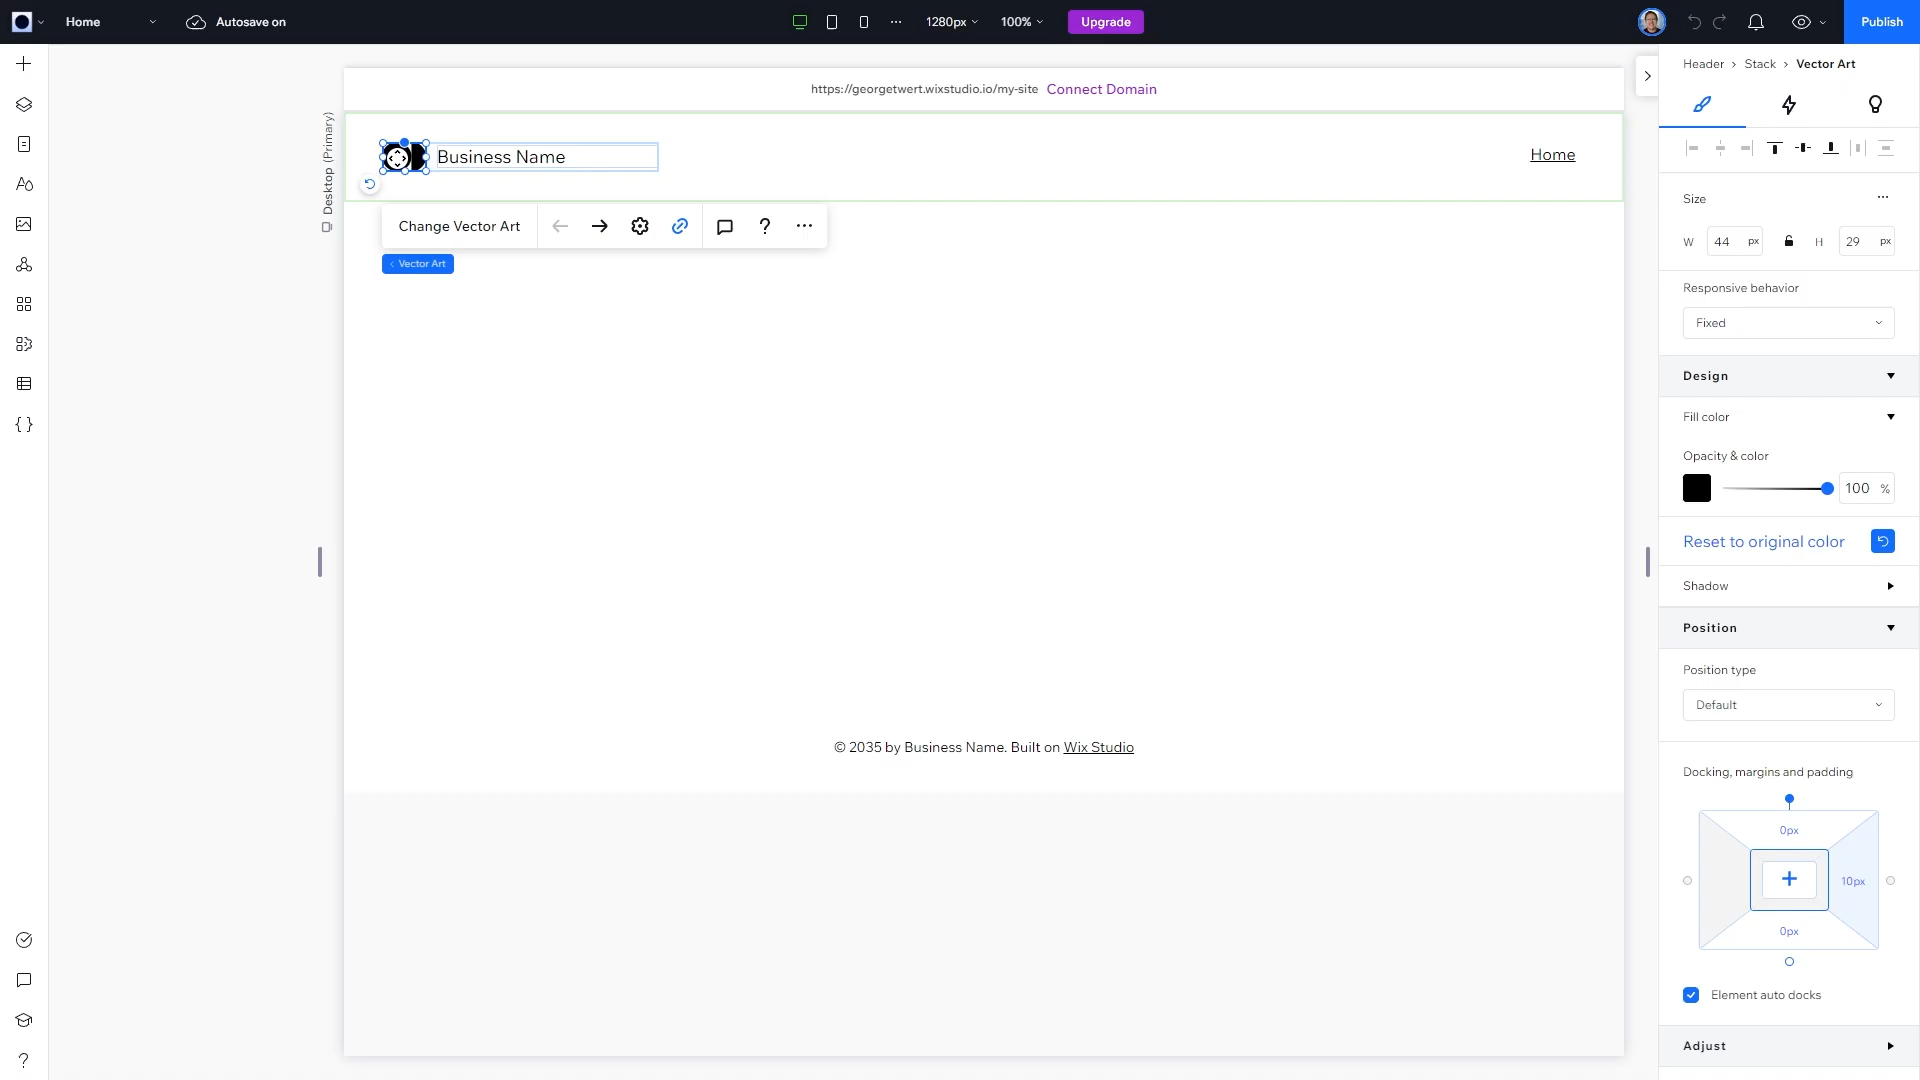 Home
Autosave on
1280px
100%
Upgrade
Publish
Header > Stack > Vector Art
https://georgetwert.wixstudio.io/my-site Connect Domain
Desktop (Primary)
Business Name
Home
Change Vector Art
?
< Vector Art
Size
W 44 px H 29 px
Responsive behavior
Fixed
Design
Fill color
Opacity & color
100 %
Reset to original color
Shadow
Position
Position type
Default
© 2035 by Business Name. Built on Wix Studio
Docking, margins and padding
0px
10px
0px
Element auto docks
Adjust